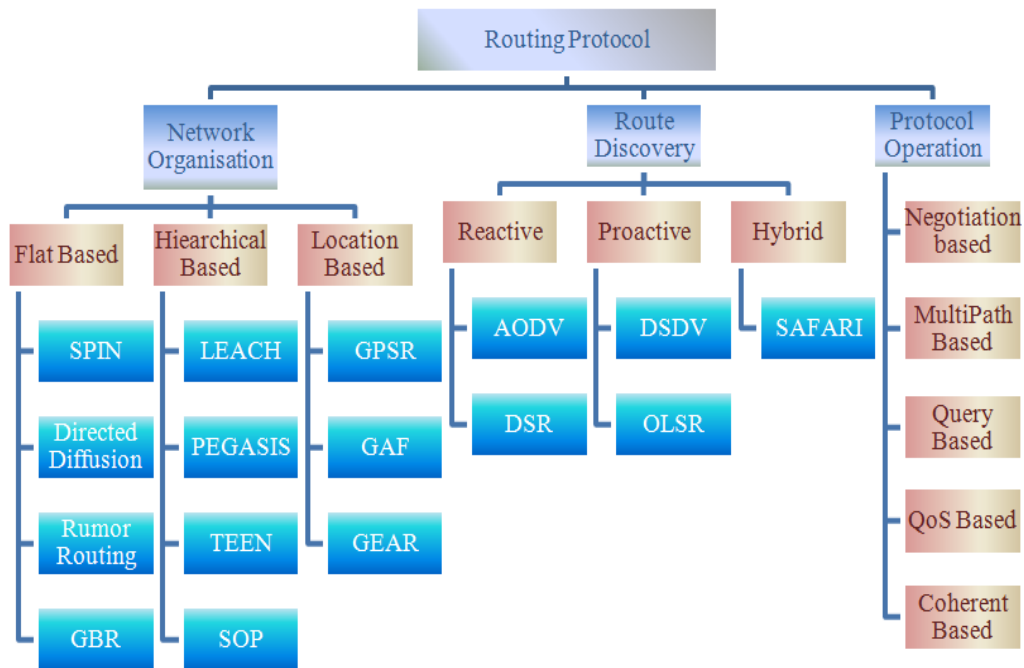 Routing Protocol
Network
Organisation
Route
Discovery
Protocol
Operation
Flat Based
Hiearchical
Based
Location
Based
Reactive
Proactive
Hybrid
Negotiation
based
SPIN
LEACH
GPSR
AODV
DSDV
SAFARI
MultiPath
Based
Directed
Diffusion
PEGASIS
GAF
DSR
OLSR
Query
Based
Rumor
Routing
TEEN
GEAR
QoS Based
GBR
SOP
Coherent
Based